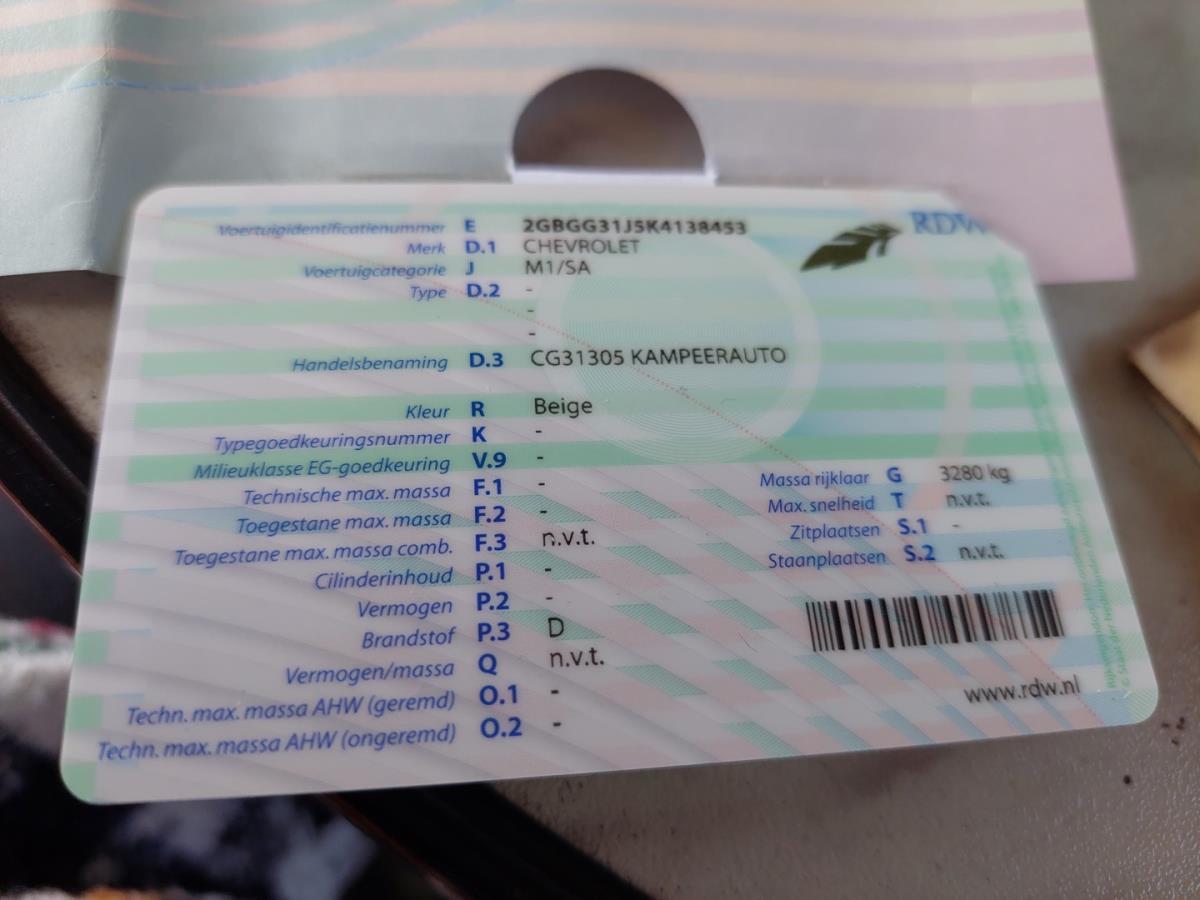 RDW
Voertuigidentificatienummer E 2GBGG31J5K4138453
Merk D.1 CHEVROLET
Voertuigcategorie J M1/SA
Type D.2 -
-
-
Handelsbenaming D.3 CG31305 KAMPEERAUTO
Kleur R Beige
Typegoedkeuringsnummer K -
Milieuklasse EG-goedkeuring V.9 -
Technische max. massa F.1 -
Toegestane max. massa F.2 -
Toegestane max. massa comb. F.3 n.v.t.
Cilinderinhoud P.1 -
Vermogen P.2 -
Brandstof P.3 D
Vermogen/massa Q n.v.t.
Techn. max. massa AHW (geremd) O.1 -
Techn. max. massa AHW (ongeremd) O.2 -
Massa rijklaar G 3280 kg
Max. snelheid T n.v.t.
Zitplaatsen S.1 -
Staanplaatsen S.2 n.v.t.
www.rdw.nl